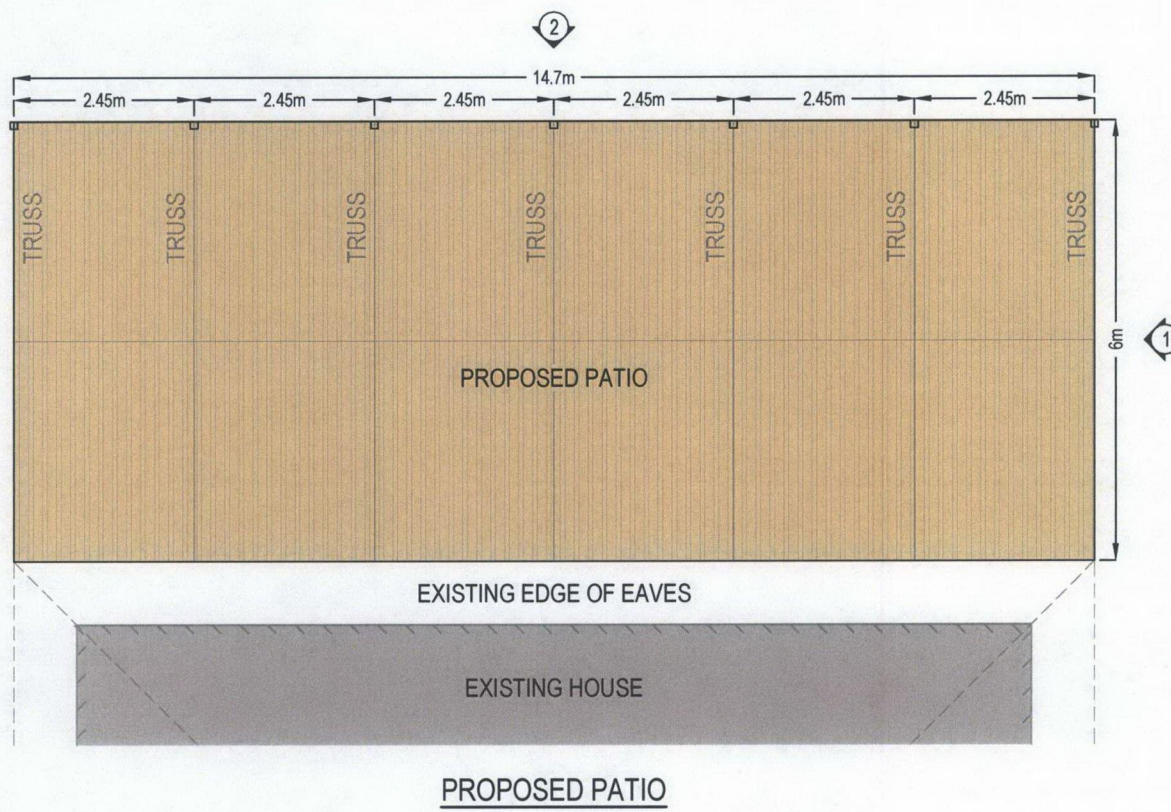 2
14.7m
2.45m 2.45m 2.45m 2.45m 2.45m 2.45m
TRUSS TRUSS TRUSS TRUSS TRUSS TRUSS TRUSS
6m
1
PROPOSED PATIO
EXISTING EDGE OF EAVES
EXISTING HOUSE
PROPOSED PATIO